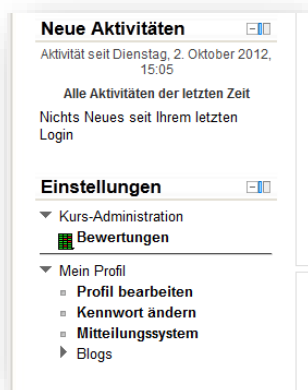 Neue Aktivitäten
Aktivität seit Dienstag, 2. Oktober 2012,
15:05
Alle Aktivitäten der letzten Zeit
Nichts Neues seit Ihrem letzten
Login
Einstellungen
Kurs-Administration
Bewertungen
Mein Profil
Profil bearbeiten
Kennwort ändern
Mitteilungssystem
Blogs